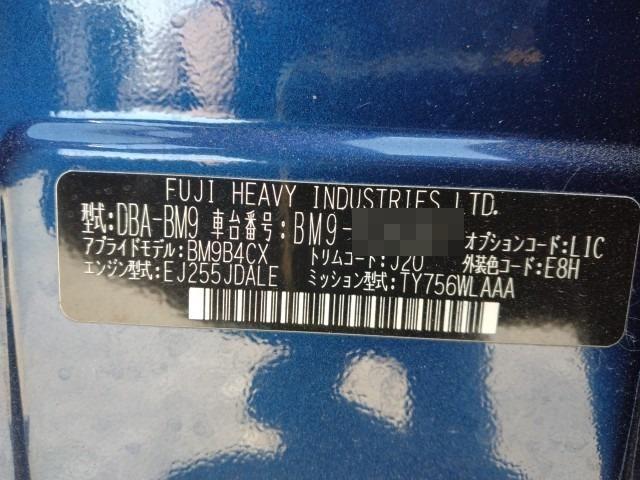 FUJI HEAVY INDUSTRIES LTD.
型式:DBA-BM9 車台番号:BM9-
アプライドモデル:BM9B4CX トリムコード:J20 オプションコード:LIC
エンジン型式:EJ255JDALE ミッション型式:TY756WLAAA 外装色コード:E8H